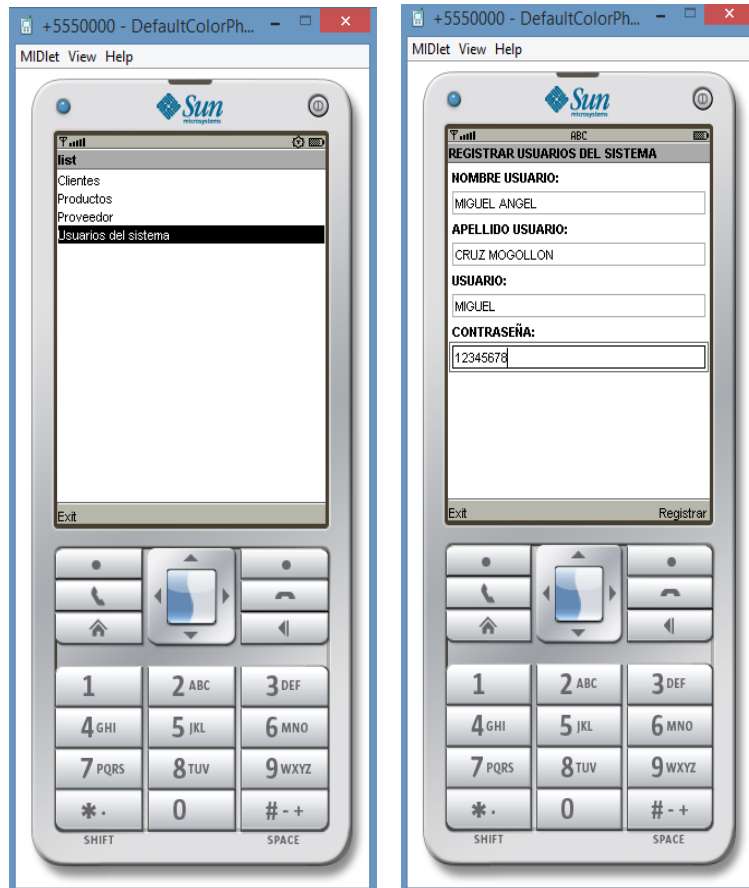 +5550000 - DefaultColorPh...
MIDlet View Help
Sun
microsystems
list
Clientes
Productos
Proveedor
Usuarios del sistema
Exit
1
2 ABC
3 DEF
4 GHI
5 JKL
6 MNO
7 PQRS
8 TUV
9 WXYZ
* .
0
# - +
SHIFT
SPACE
+5550000 - DefaultColorPh...
MIDlet View Help
Sun
microsystems
ABC
REGISTRAR USUARIOS DEL SISTEMA
NOMBRE USUARIO:
MIGUEL ANGEL
APELLIDO USUARIO:
CRUZ MOGOLLON
USUARIO:
MIGUEL
CONTRASEÑA:
12345678
Exit
Registrar
1
2 ABC
3 DEF
4 GHI
5 JKL
6 MNO
7 PQRS
8 TUV
9 WXYZ
* .
0
# - +
SHIFT
SPACE